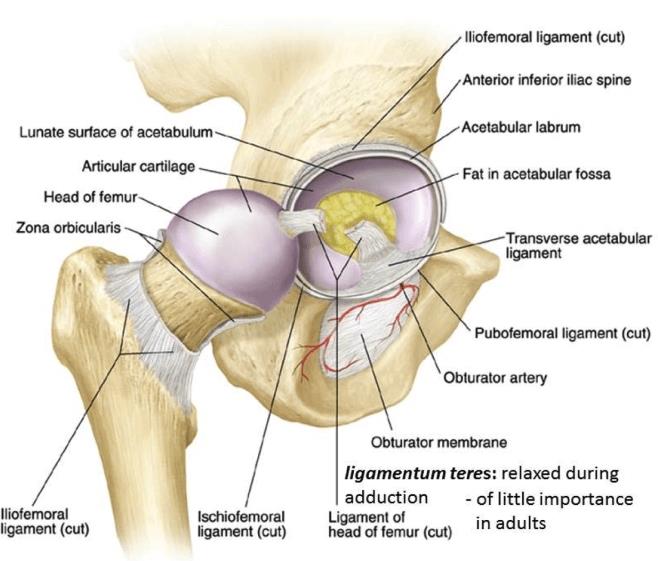 Iliofemoral ligament (cut)
Anterior inferior iliac spine
Acetabular labrum
Fat in acetabular fossa
Transverse acetabular
ligament
Pubofemoral ligament (cut)
Obturator artery
Obturator membrane
Lunate surface of acetabulum
Articular cartilage
Head of femur
Zona orbicularis
Iliofemoral
ligament (cut)
Ischiofemoral
ligament (cut)
Ligament of
head of femur (cut)
ligamentum teres: relaxed during
adduction - of little importance
in adults